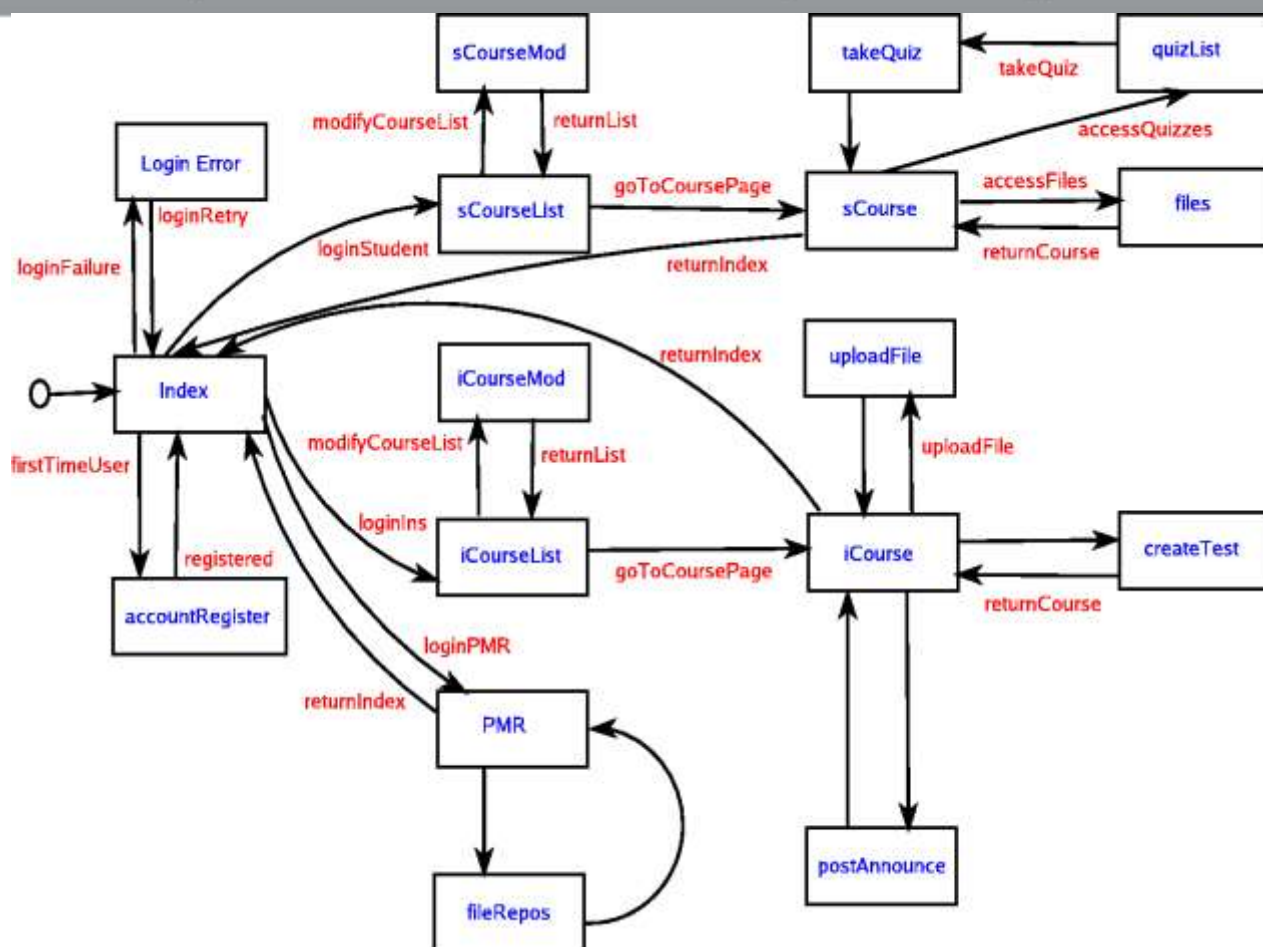 sCourseMod
takeQuiz
quizList
takeQuiz
modifyCourseList
returnList
accessQuizzes
Login Error
loginRetry
goToCoursePage
accessFiles
sCourseList
sCourse
files
loginStudent
returnIndex
returnCourse
loginFailure
returnIndex
uploadFile
Index
iCourseMod
modifyCourseList
returnList
uploadFile
firstTimeUser
loginIns
registered
iCourseList
iCourse
createTest
goToCoursePage
returnCourse
accountRegister
loginPMR
returnIndex
PMR
postAnnounce
fileRepos